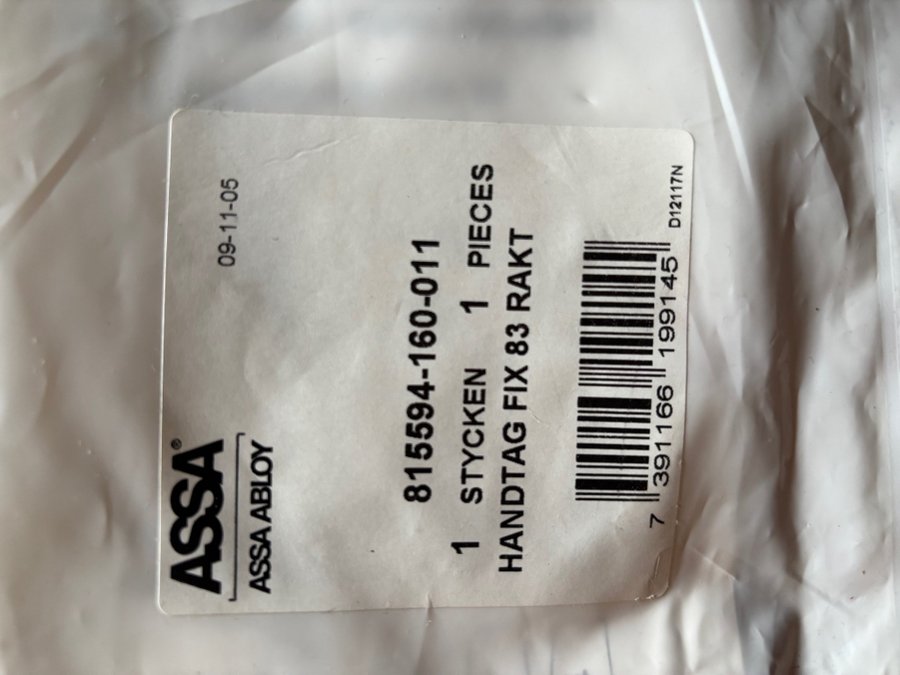 ASSA®
ASSA ABLOY
09-11-05
815594-160-011
1 STYCKEN 1 PIECES
HANDTAG FIX 83 RAKT
7 391166 199145
D12117N